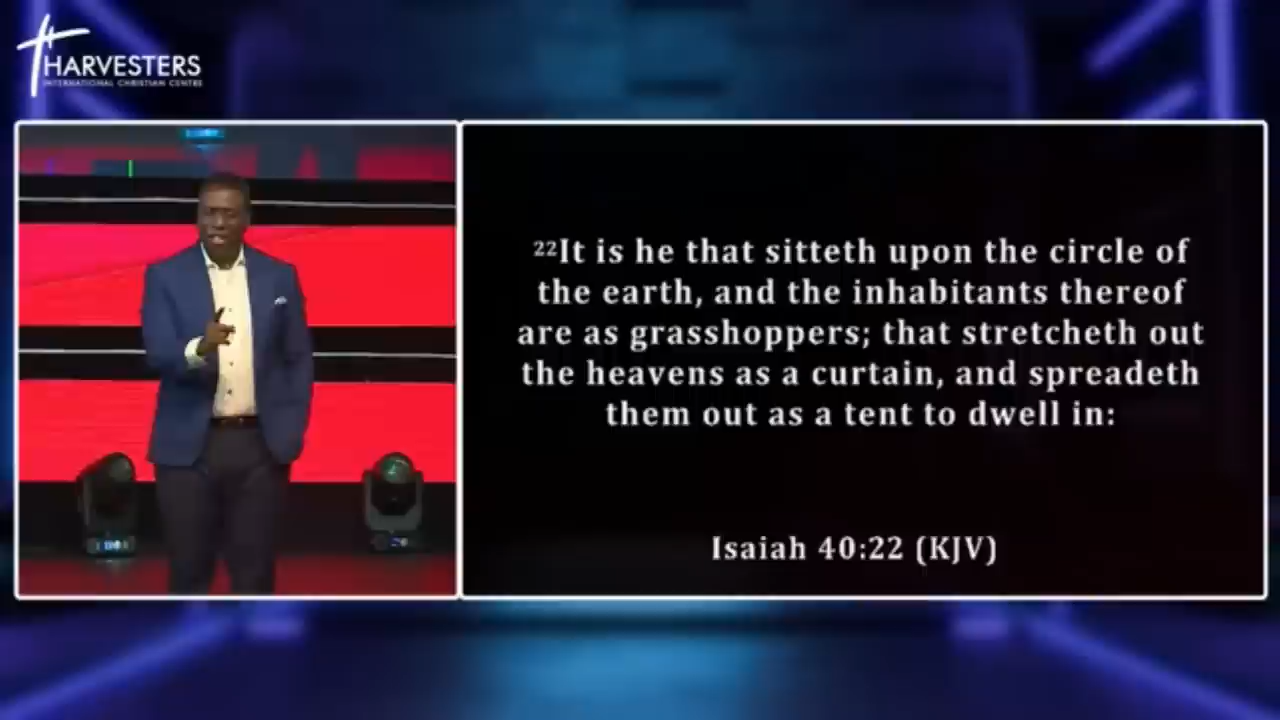 HARVESTERS
INTERNATIONAL CHRISTIAN CENTRE
²²It is he that sitteth upon the circle of
the earth, and the inhabitants thereof
are as grasshoppers; that stretcheth out
the heavens as a curtain, and spreadeth
them out as a tent to dwell in:
Isaiah 40:22 (KJV)